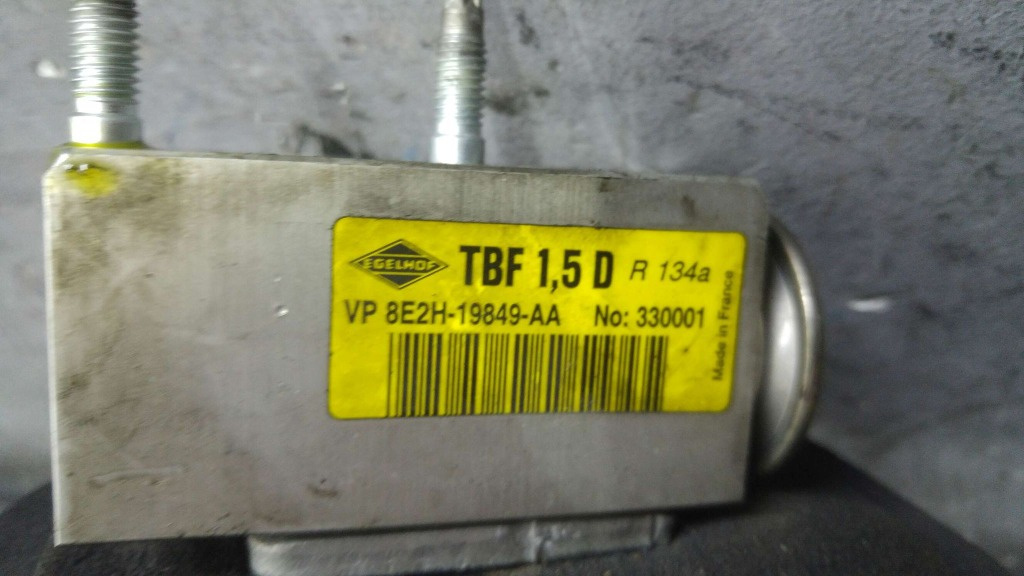 EGELHOF TBF 1,5 D R 134a
VP 8E2H-19849-AA No: 330001
Made in France